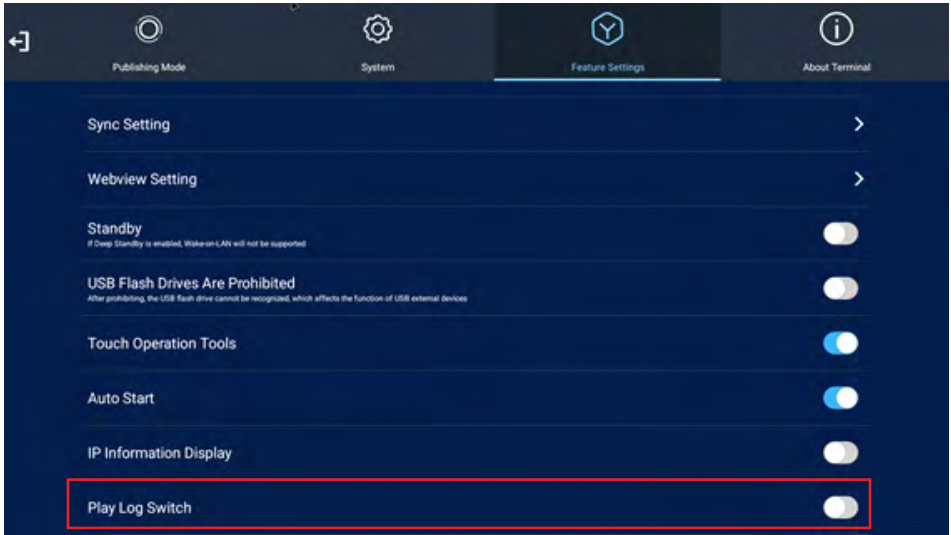 Publishing Mode
System
Feature Settings
About Terminal
Sync Setting
Webview Setting
Standby
If Deep Standby is enabled, Wake-on-LAN will not be supported
USB Flash Drives Are Prohibited
After prohibiting, the USB flash drive cannot be recognized, which affects the function of USB external devices
Touch Operation Tools
Auto Start
IP Information Display
Play Log Switch